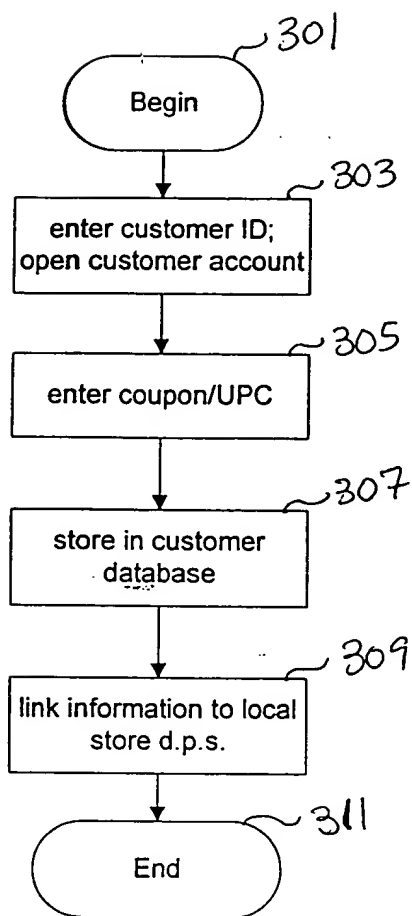 301
Begin
303
enter customer ID;
open customer account
305
enter coupon/UPC
307
store in customer
database
309
link information to local
store d.p.s.
311
End